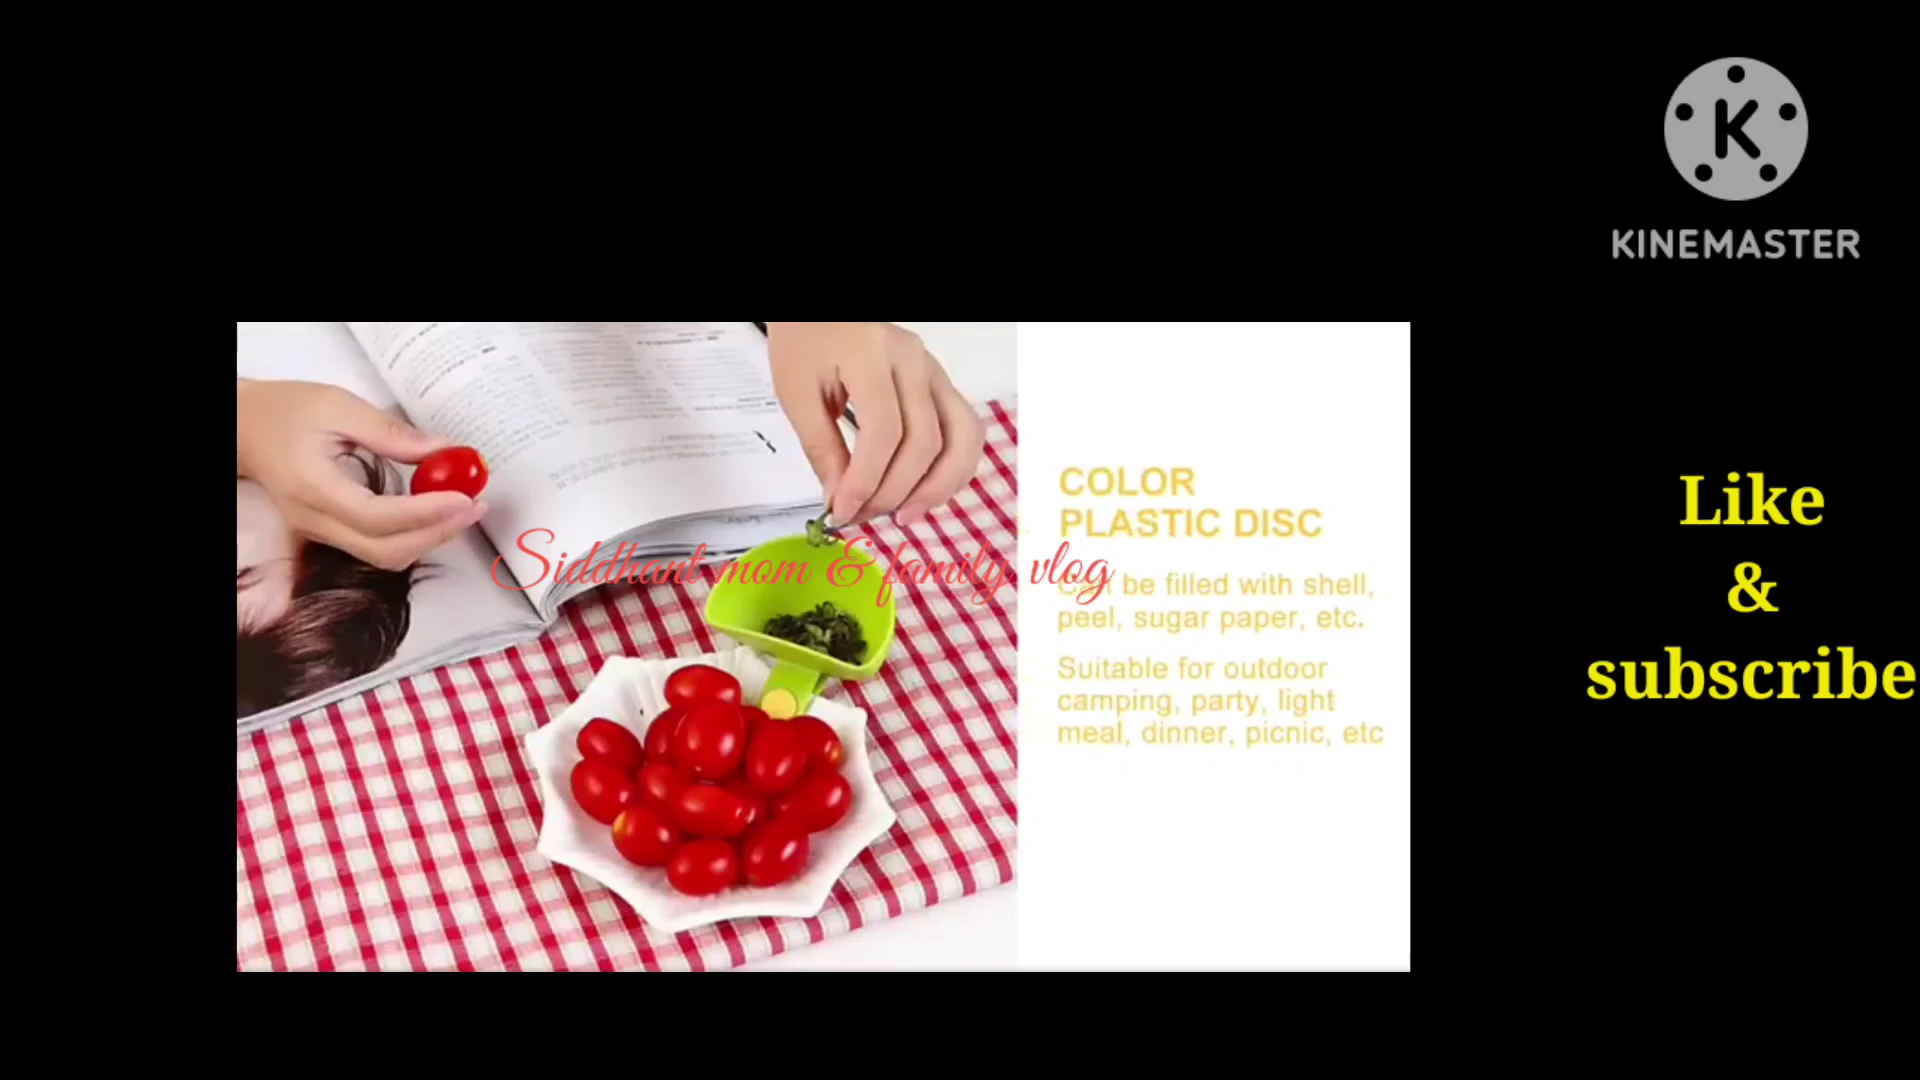 KINEMASTER
COLOR
PLASTIC DISC
Siddhant mom & family vlog
Can be filled with shell,
peel, sugar paper, etc.
Suitable for outdoor
camping, party, light
meal, dinner, picnic, etc
Like
&
subscribe